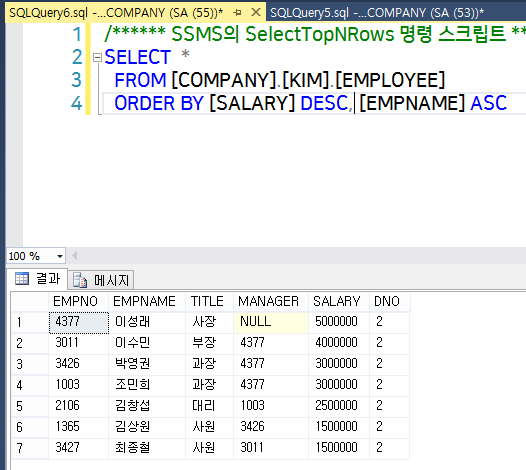 SQLQuery6.sql -...COMPANY (SA (55))* SQLQuery5.sql -...COMPANY (SA (53))*
1 /****** SSMS의 SelectTopNRows 명령 스크립트 **
2 SELECT *
3 FROM [COMPANY].[KIM].[EMPLOYEE]
4 ORDER BY [SALARY] DESC, [EMPNAME] ASC
100 %
결과 메시지
EMPNO EMPNAME TITLE MANAGER SALARY DNO
1 4377 이성래 사장 NULL 5000000 2
2 3011 이수민 부장 4377 4000000 2
3 3426 박영권 과장 4377 3000000 2
4 1003 조민희 과장 4377 3000000 2
5 2106 김창섭 대리 1003 2500000 2
6 1365 김상원 사원 3426 1500000 2
7 3427 최종철 사원 3011 1500000 2